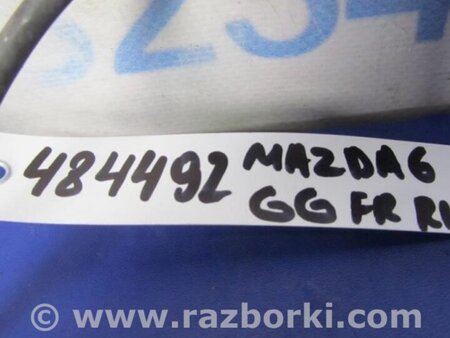 484492 MAZDA6
GG FR
© www.razborki.com